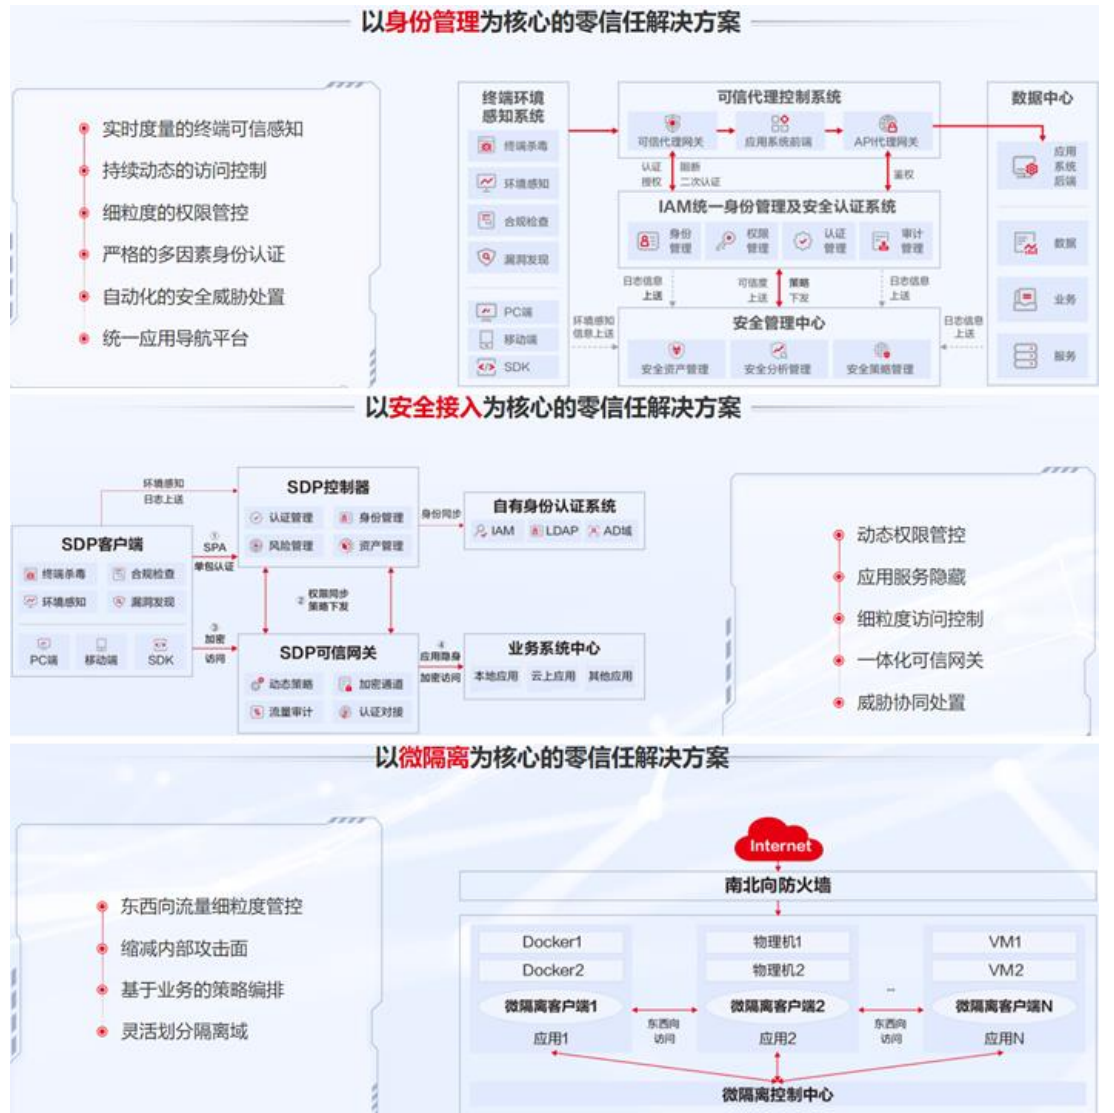 以身份管理为核心的零信任解决方案
实时度量的终端可信感知
持续动态的访问控制
细粒度的权限管控
严格的多因素身份认证
自动化的安全威胁处置
统一应用导航平台
终端环境
感知系统
终端杀毒
环境感知
合规检查
漏洞发现
PC端
移动端
SDK
可信代理控制系统
可信代理网关
应用系统前端
API代理网关
认证
授权
阻断
二次认证
鉴权
IAM统一身份管理及安全认证系统
身份
管理
权限
管理
认证
管理
审计
管理
日志信息
上送
可信度
上送
策略
下发
日志信息
上送
环境感知
信息上送
安全管理中心
安全资产管理
安全分析管理
安全策略管理
日志信息
上送
数据中心
应用
系统
后端
数据
业务
服务
以安全接入为核心的零信任解决方案
环境感知
日志上送
SDP客户端
终端杀毒
合规检查
环境感知
漏洞发现
PC端
移动端
SDK
①
SPA
单包认证
③
加密
访问
SDP控制器
认证管理
身份管理
风险管理
资产管理
②
权限同步
策略下发
SDP可信网关
动态策略
加密通道
流量审计
认证对接
身份同步
自有身份认证系统
IAM
LDAP
AD域
④
应用隐身
加密访问
业务系统中心
本地应用
云上应用
其他应用
动态权限管控
应用服务隐藏
细粒度访问控制
一体化可信网关
威胁协同处置
以微隔离为核心的零信任解决方案
东西向流量细粒度管控
缩减内部攻击面
基于业务的策略编排
灵活划分隔离域
Internet
南北向防火墙
Docker1
Docker2
微隔离客户端1
应用1
东西向
访问
物理机1
物理机2
微隔离客户端2
应用2
...
东西向
访问
VM1
VM2
微隔离客户端N
应用N
微隔离控制中心